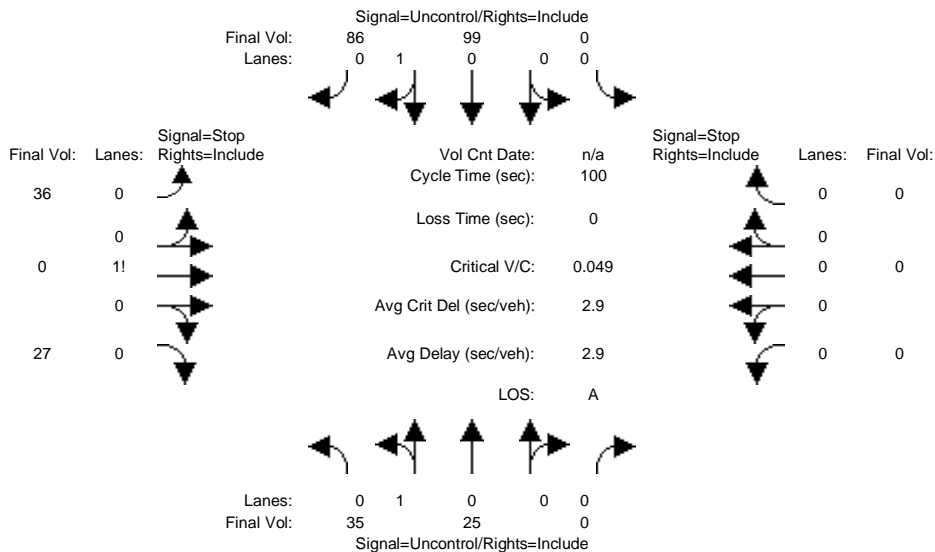 Signal=Uncontrol/Rights=Include
Final Vol: 86 99 0
Lanes: 0 1 0 0 0
Signal=Stop
Final Vol: Lanes: Rights=Include
Vol Cnt Date: n/a
Signal=Stop
Rights=Include Lanes: Final Vol:
Cycle Time (sec): 100
36 0
0 0
Loss Time (sec): 0
0
0
0 1!
Critical V/C: 0.049
0 0
0
Avg Crit Del (sec/veh): 2.9
0
27 0
Avg Delay (sec/veh): 2.9
0 0
LOS: A
Lanes: 0 1 0 0 0
Final Vol: 35 25 0
Signal=Uncontrol/Rights=Include